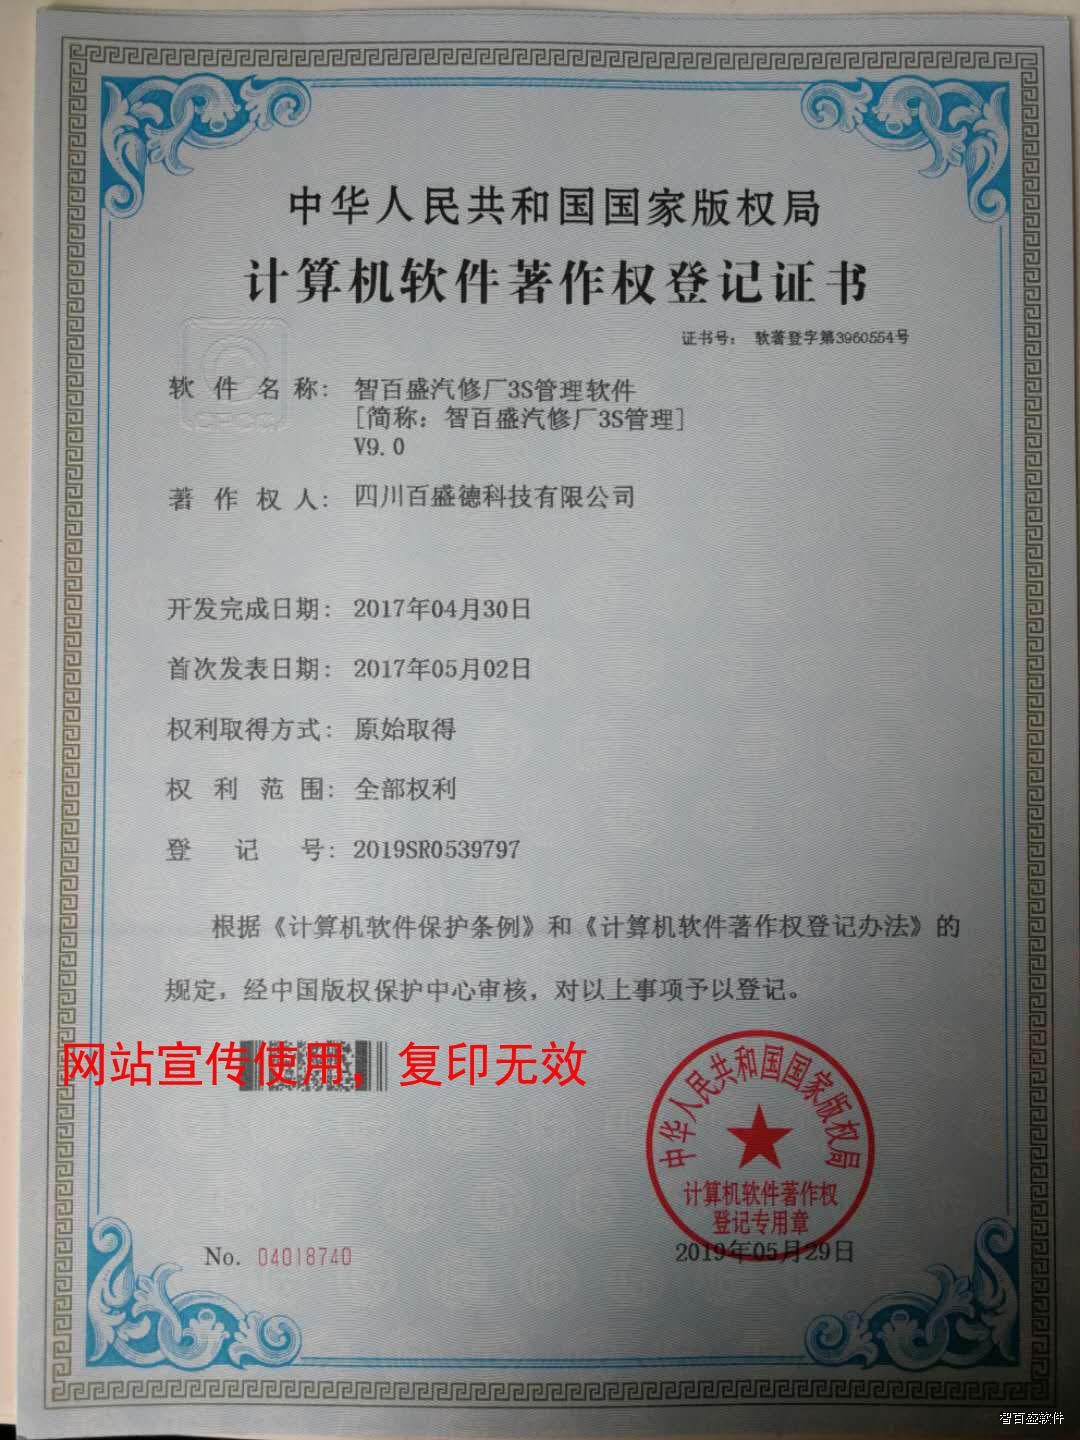 中华人民共和国国家版权局
计算机软件著作权登记证书
证书号： 软著登字第3960554号
软件名称： 智百盛汽修厂3S管理软件
[简称：智百盛汽修厂3S管理]
V9.0
著作权人： 四川百盛德科技有限公司
开发完成日期： 2017年04月30日
首次发表日期： 2017年05月02日
权利取得方式： 原始取得
权利范围： 全部权利
登记号： 2019SR0539797
根据《计算机软件保护条例》和《计算机软件著作权登记办法》的
规定，经中国版权保护中心审核，对以上事项予以登记。
网站宣传使用，复印无效
中华人民共和国国家版权局
计算机软件著作权
登记专用章
No. 04018740
2019年05月29日
智百盛软件